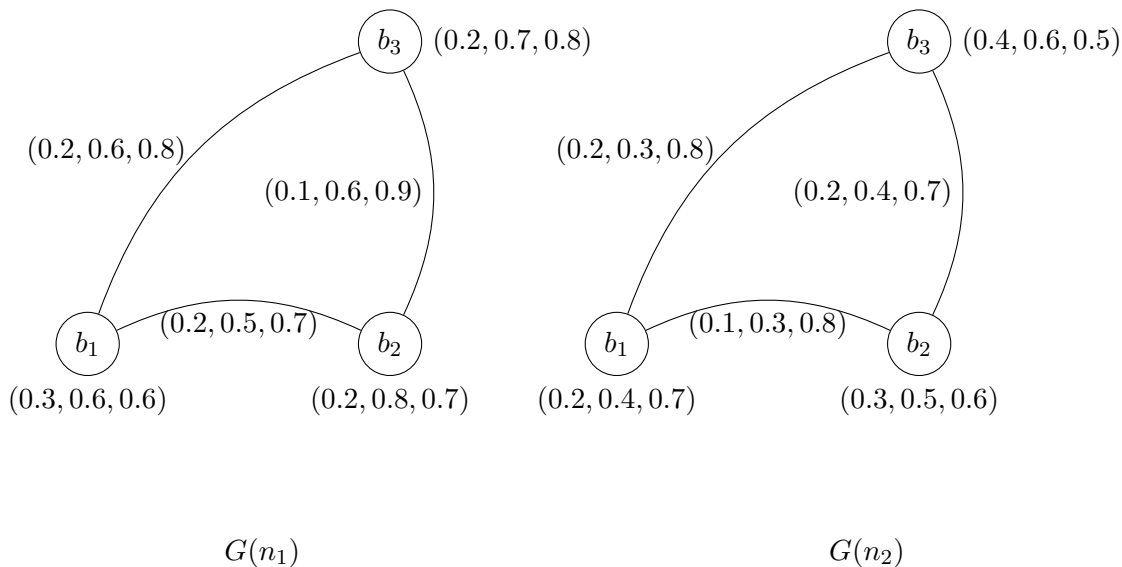 b₃ (0.2, 0.7, 0.8)
b₃ (0.4, 0.6, 0.5)
(0.2, 0.6, 0.8)
(0.2, 0.3, 0.8)
(0.1, 0.6, 0.9)
(0.2, 0.4, 0.7)
(0.2, 0.5, 0.7)
(0.1, 0.3, 0.8)
b₁
b₂
b₁
b₂
(0.3, 0.6, 0.6)
(0.2, 0.8, 0.7)
(0.2, 0.4, 0.7)
(0.3, 0.5, 0.6)
G(n₁)
G(n₂)